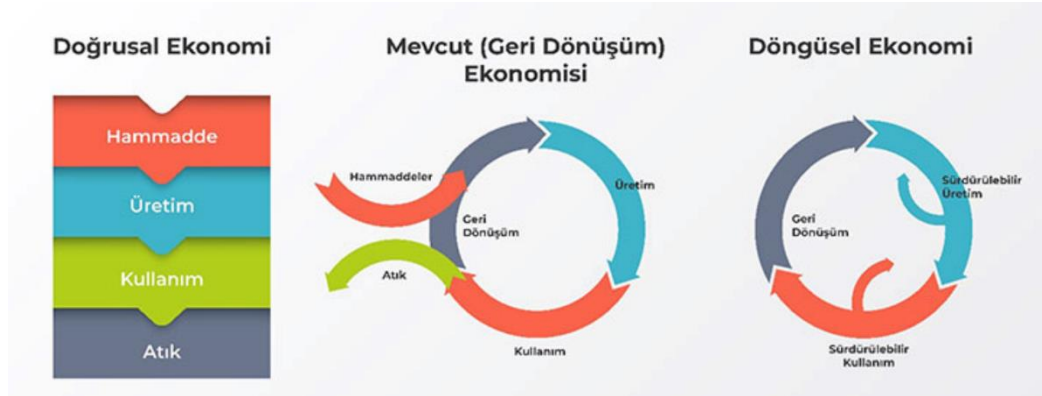 Doğrusal Ekonomi
Hammadde
Üretim
Kullanım
Atık
Mevcut (Geri Dönüşüm)
Ekonomisi
Hammaddeler
Üretim
Geri
Dönüşüm
Atık
Kullanım
Döngüsel Ekonomi
Sürdürülebilir
Üretim
Geri
Dönüşüm
Sürdürülebilir
Kullanım